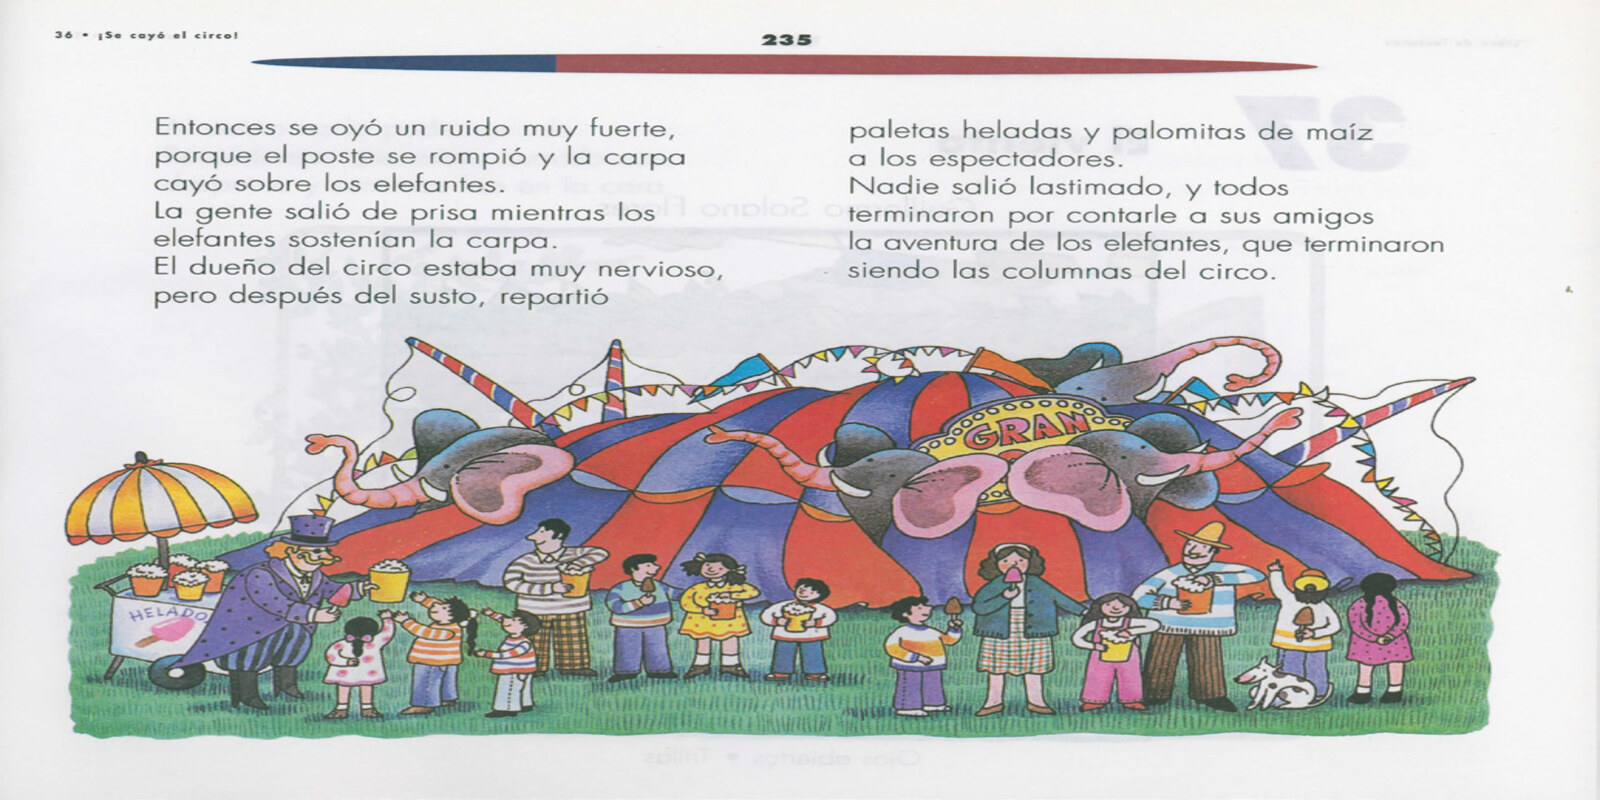 36 • ¡Se cayó el circo!
235
Entonces se oyó un ruido muy fuerte,
porque el poste se rompió y la carpa
cayó sobre los elefantes.
La gente salió de prisa mientras los
elefantes sostenían la carpa.
El dueño del circo estaba muy nervioso,
pero después del susto, repartió
paletas heladas y palomitas de maíz
a los espectadores.
Nadie salió lastimado, y todos
terminaron por contarle a sus amigos
la aventura de los elefantes, que terminaron
siendo las columnas del circo.
GRAN
HELADO